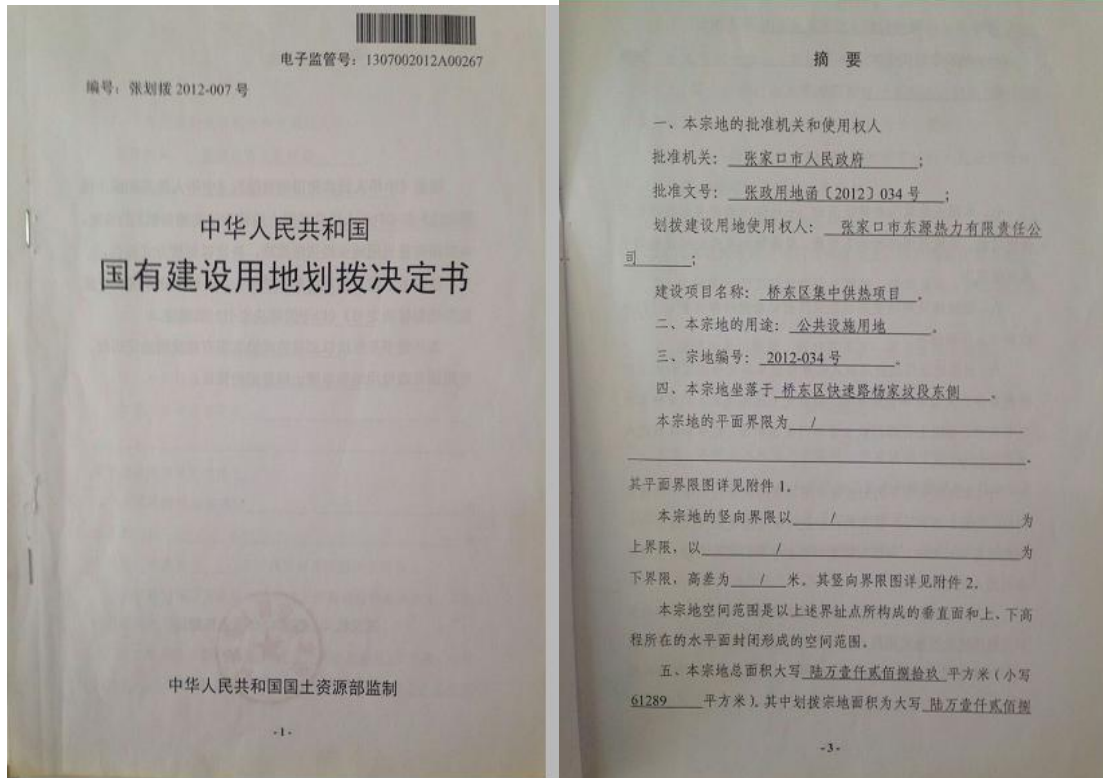 电子监管号：1307002012A00267
编号：张划拨 2012-007 号
中华人民共和国
国有建设用地划拨决定书
中华人民共和国国土资源部监制
-1-
摘 要
一、本宗地的批准机关和使用权人
批准机关： 张家口市人民政府 ；
批准文号： 张政用地函〔2012〕034 号 ；
划拨建设用地使用权人： 张家口市东源热力有限责任公
司 ；
建设项目名称： 桥东区集中供热项目 。
二、本宗地的用途： 公共设施用地 。
三、宗地编号： 2012-034 号 。
四、本宗地坐落于 桥东区快速路杨家坟段东侧 。
本宗地的平面界限为 /
。
其平面界限图详见附件 1。
本宗地的竖向界限以 / 为
上界限，以 / 为
下界限，高差为 / 米。其竖向界限图详见附件 2。
本宗地空间范围是以上述界址点所构成的垂直面和上、下高
程所在的水平面封闭形成的空间范围。
五、本宗地总面积大写 陆万壹仟贰佰捌拾玖 平方米（小写
61289 平方米）。其中划拨宗地面积为大写 陆万壹仟贰佰捌
-3-